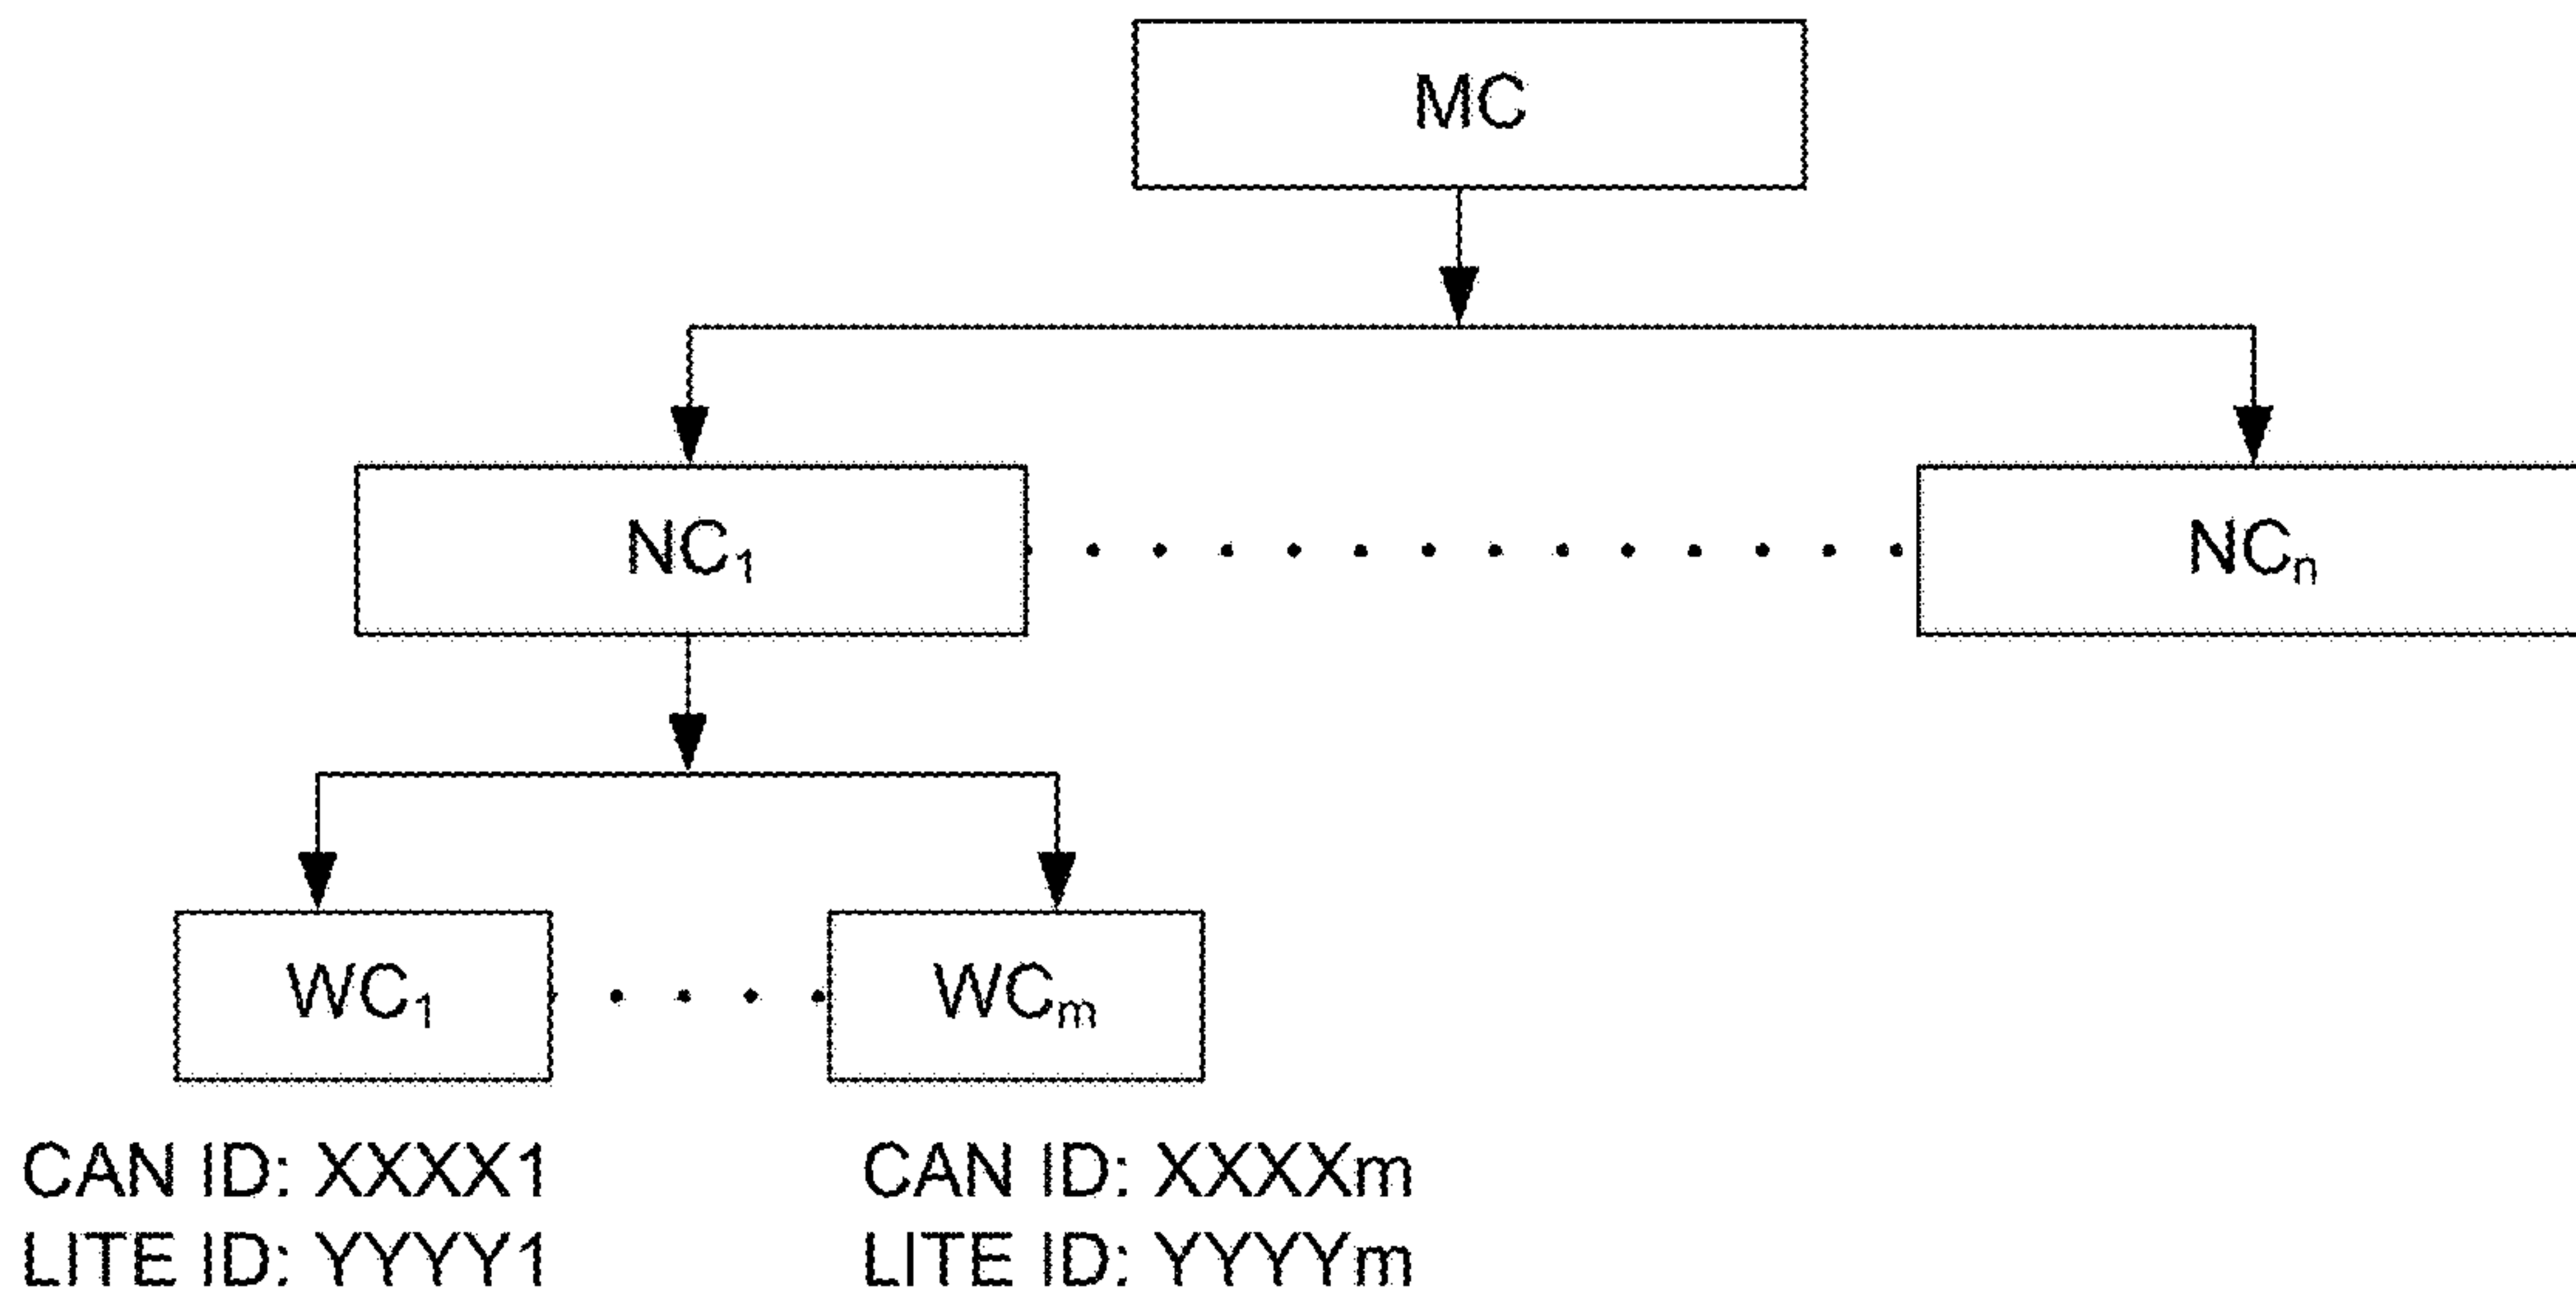 MC
NC₁ NCₙ
WC₁ WCₘ
CAN ID: XXXX1 CAN ID: XXXXm
LITE ID: YYYY1 LITE ID: YYYYm